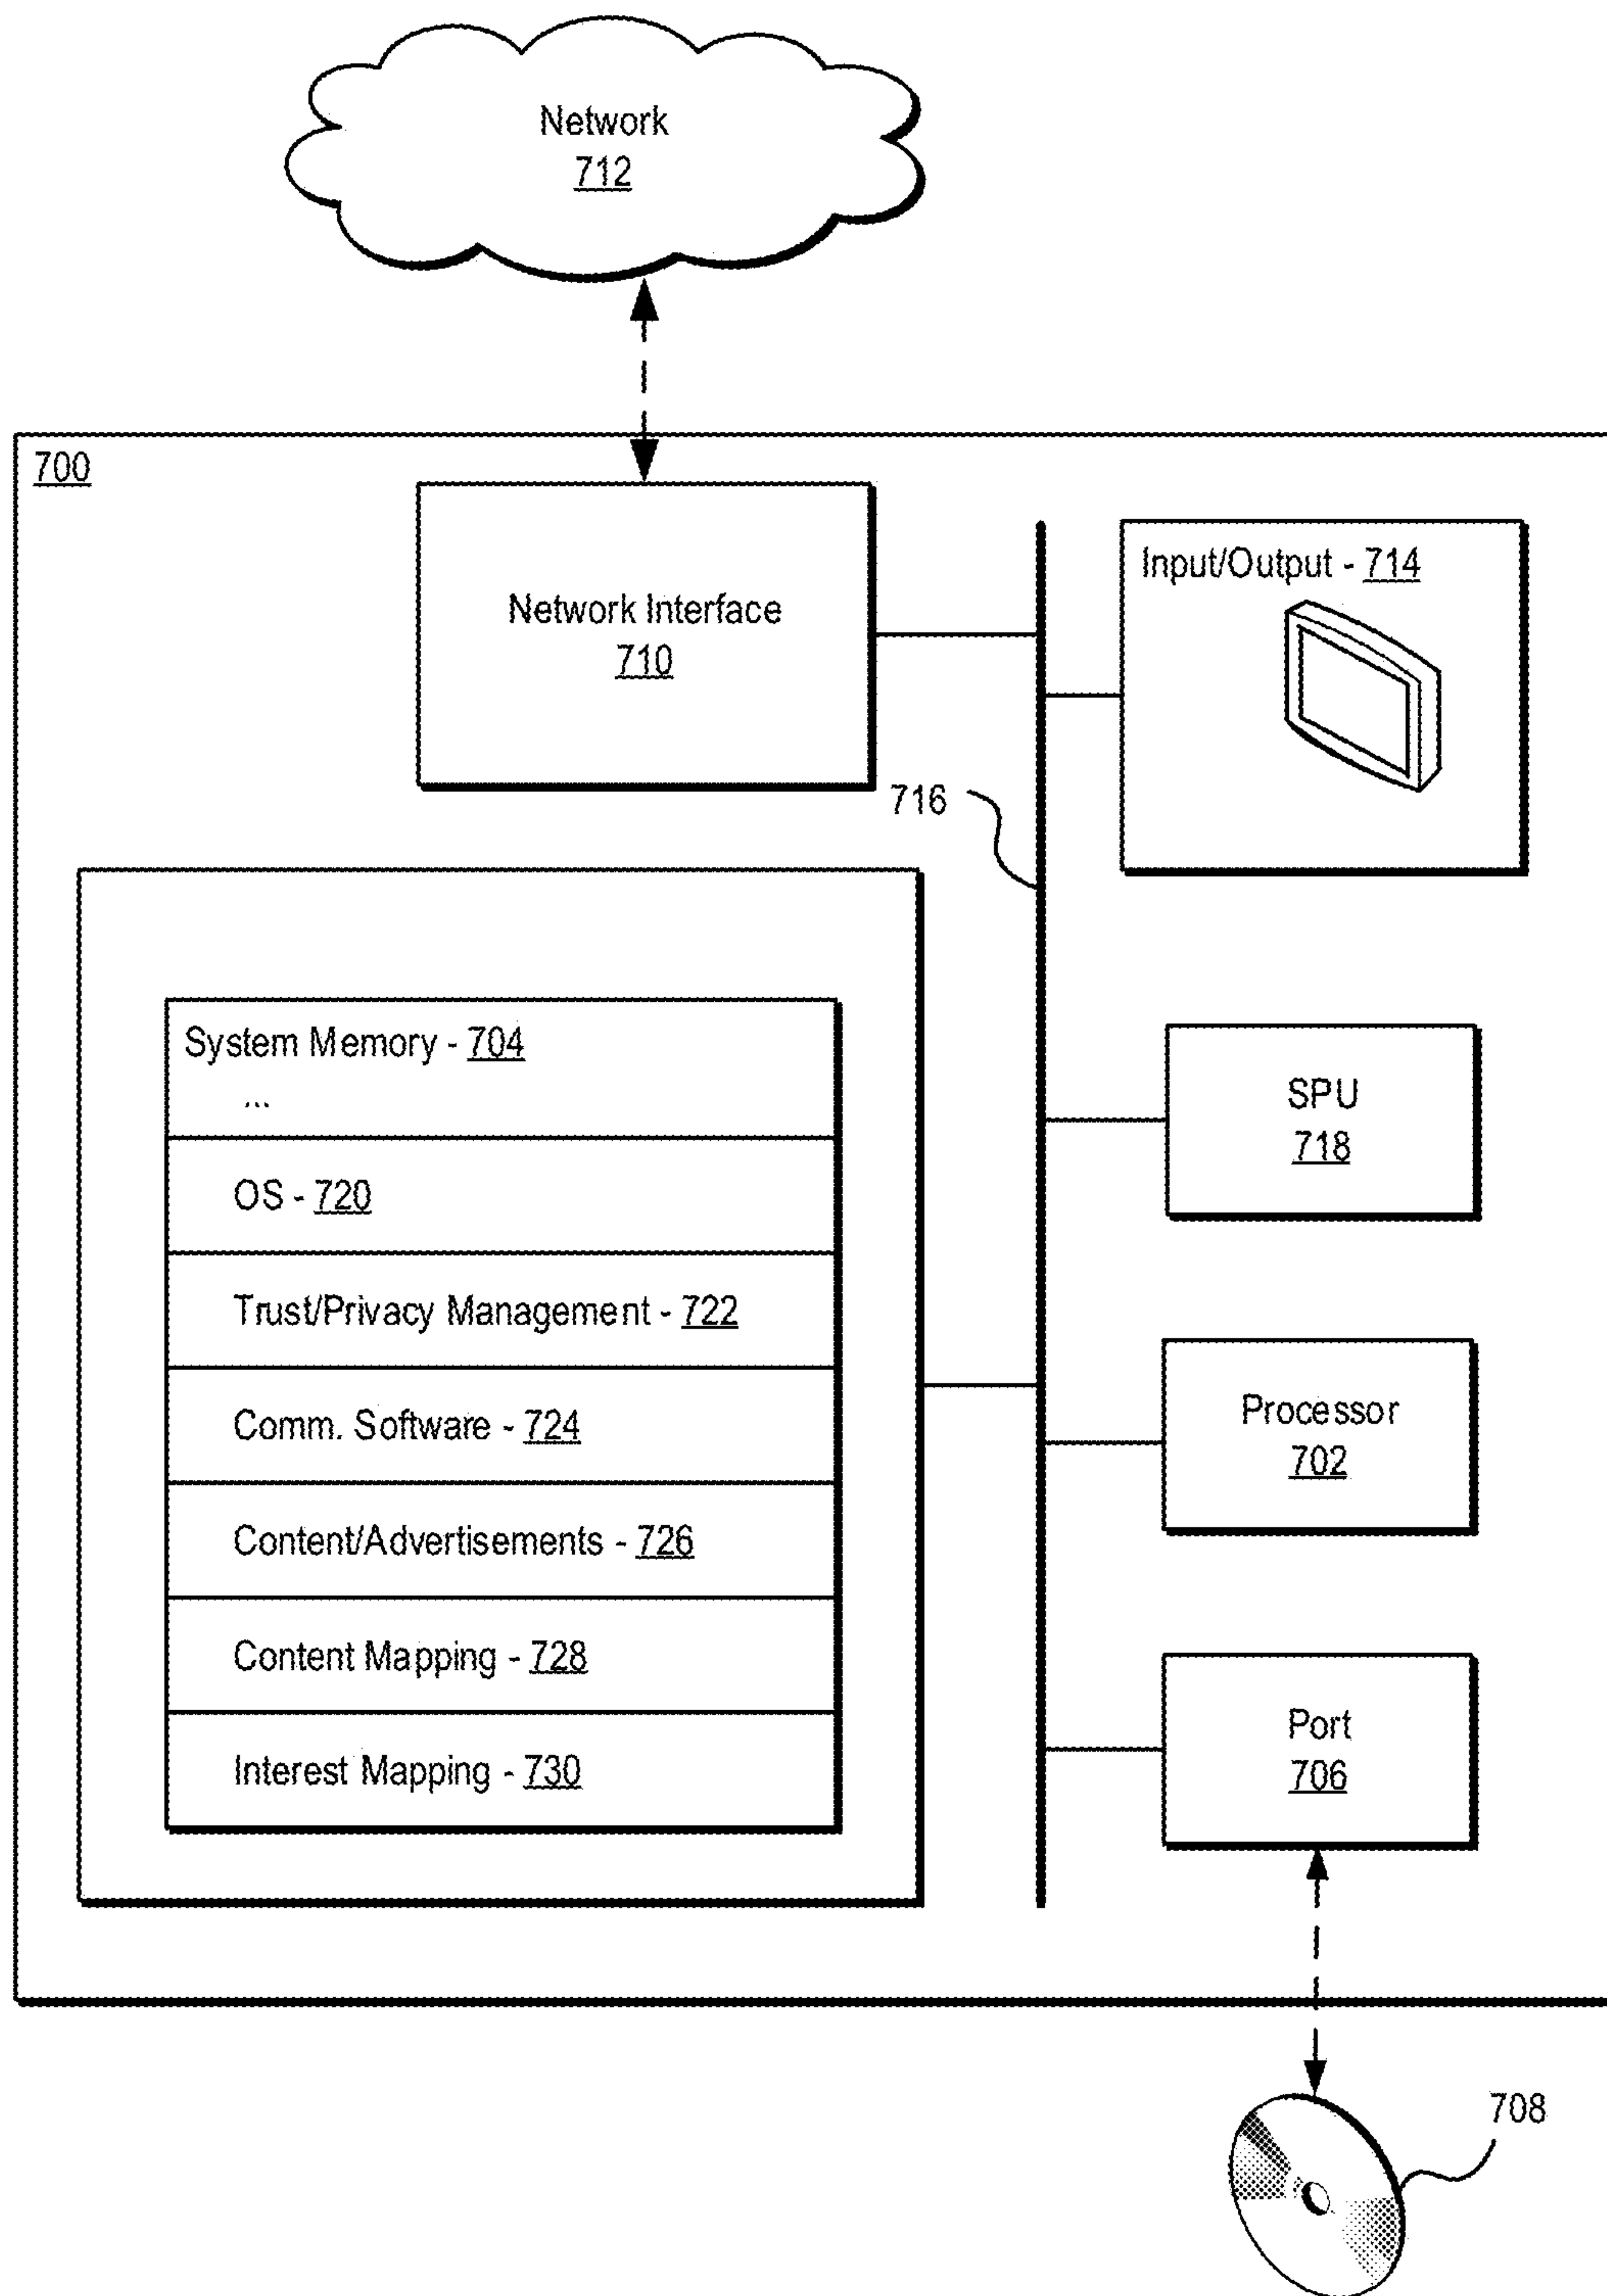 Network
712
700
Network Interface
710
Input/Output - 714
716
System Memory - 704
...
OS - 720
Trust/Privacy Management - 722
Comm. Software - 724
Content/Advertisements - 726
Content Mapping - 728
Interest Mapping - 730
SPU
718
Processor
702
Port
706
708